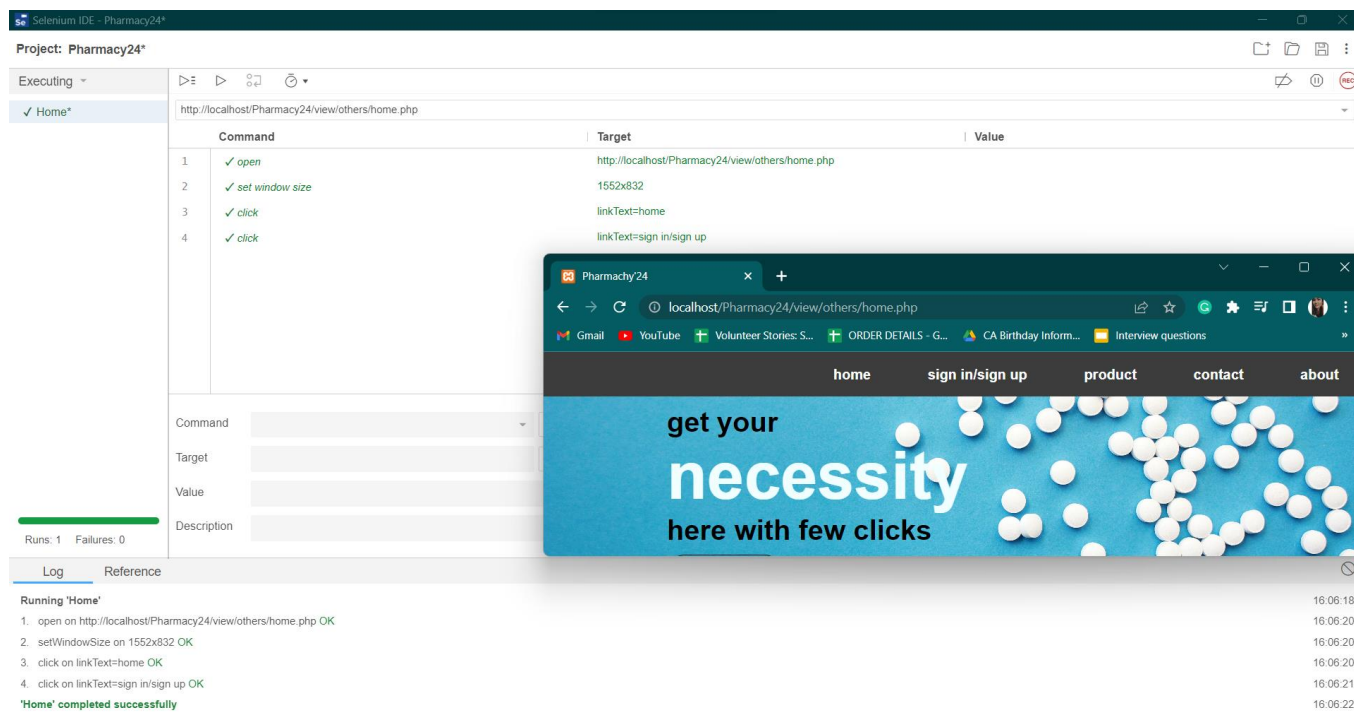 Selenium IDE - Pharmacy24*
Project: Pharmacy24*
Executing
✓ Home*
http://localhost/Pharmacy24/view/others/home.php
REC
Command Target Value
1 ✓ open http://localhost/Pharmacy24/view/others/home.php
2 ✓ set window size 1552x832
3 ✓ click linkText=home
4 ✓ click linkText=sign in/sign up
Pharmachy'24
localhost/Pharmacy24/view/others/home.php
Gmail YouTube Volunteer Stories: S... ORDER DETAILS - G... CA Birthday Inform... Interview questions »
home sign in/sign up product contact about
get your
necessity
here with few clicks
Command
Target
Value
Description
Runs: 1 Failures: 0
Log Reference
Running 'Home' 16:06:18
1. open on http://localhost/Pharmacy24/view/others/home.php OK 16:06:20
2. setWindowSize on 1552x832 OK 16:06:20
3. click on linkText=home OK 16:06:20
4. click on linkText=sign in/sign up OK 16:06:21
'Home' completed successfully 16:06:22